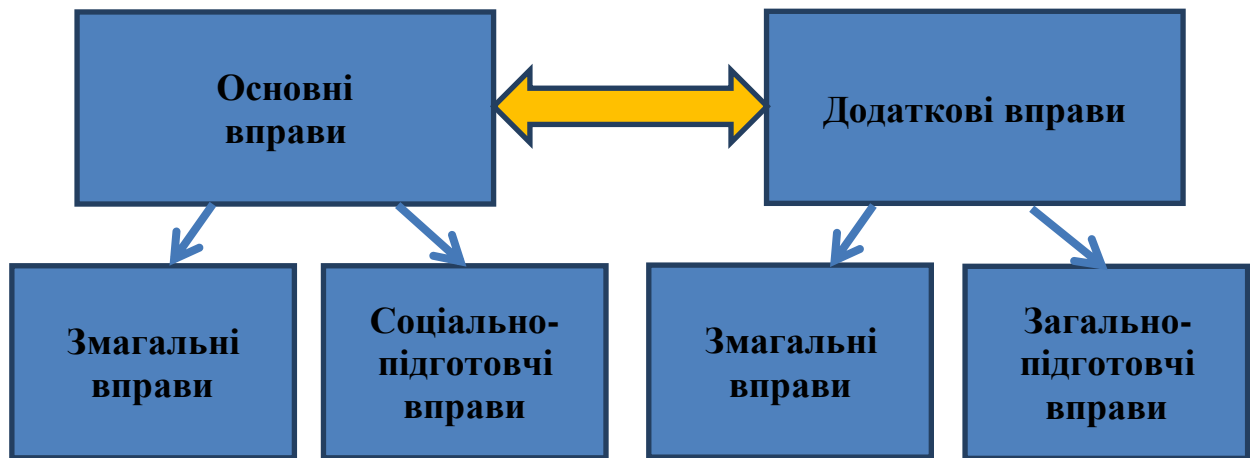 Основні
вправи
Додаткові вправи
Змагальні
вправи
Соціально-
підготовчі
вправи
Змагальні
вправи
Загально-
підготовчі
вправи